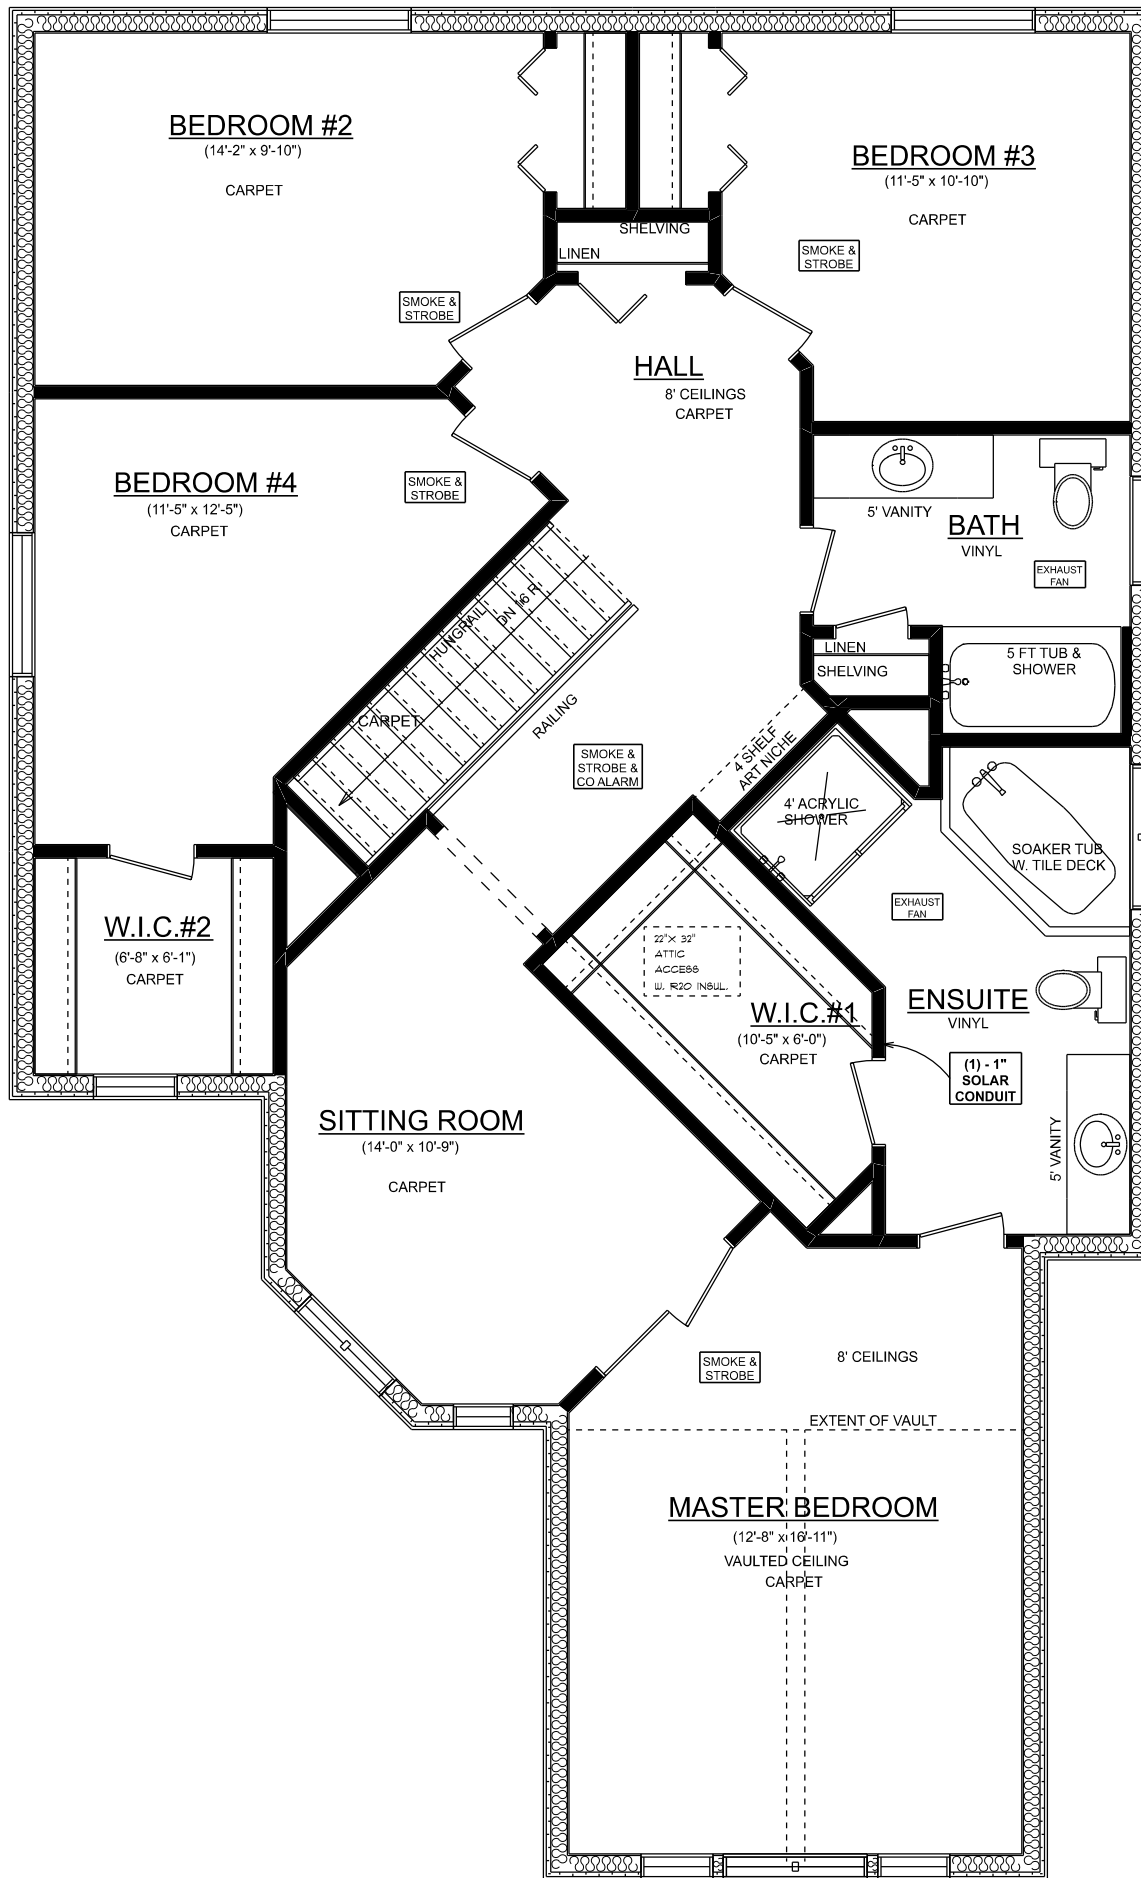 BEDROOM #2
(14'-2" x 9'-10")
CARPET
BEDROOM #3
(11'-5" x 10'-10")
CARPET
SHELVING
LINEN
SMOKE &
STROBE
SMOKE &
STROBE
HALL
8' CEILINGS
CARPET
BEDROOM #4
(11'-5" x 12'-5")
CARPET
SMOKE &
STROBE
5' VANITY
BATH
VINYL
EXHAUST
FAN
HUNGRAIL
DN 16 R
CARPET
RAILING
LINEN
SHELVING
5 FT TUB &
SHOWER
SMOKE &
STROBE &
CO ALARM
4 SHELF
ART NICHE
4' ACRYLIC
SHOWER
SOAKER TUB
W. TILE DECK
EXHAUST
FAN
W.I.C.#2
(6'-8" x 6'-1")
CARPET
22" X 32"
ATTIC
ACCESS
W. R20 INSUL.
W.I.C.#1
(10'-5" x 6'-0")
CARPET
ENSUITE
VINYL
(1) - 1"
SOLAR
CONDUIT
5' VANITY
SITTING ROOM
(14'-0" x 10'-9")
CARPET
SMOKE &
STROBE
8' CEILINGS
EXTENT OF VAULT
MASTER BEDROOM
(12'-8" x 16'-11")
VAULTED CEILING
CARPET